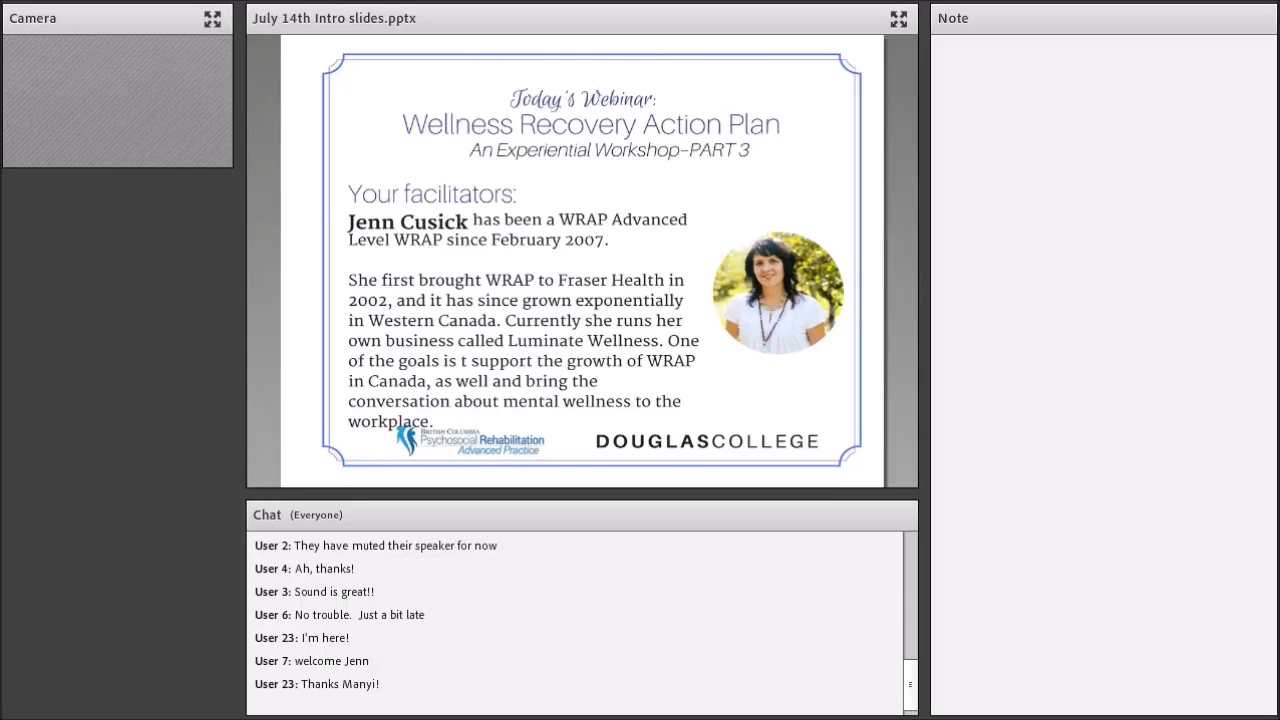 Camera
July 14th Intro slides.pptx
Note
Today's Webinar:
Wellness Recovery Action Plan
An Experiential Workshop-PART 3
Your facilitators:
Jenn Cusick has been a WRAP Advanced
Level WRAP since February 2007.
She first brought WRAP to Fraser Health in
2002, and it has since grown exponentially
in Western Canada. Currently she runs her
own business called Luminate Wellness. One
of the goals is t support the growth of WRAP
in Canada, as well and bring the
conversation about mental wellness to the
workplace.
British Columbia
Psychosocial Rehabilitation
Advanced Practice
DOUGLASCOLLEGE
Chat (Everyone)
User 2: They have muted their speaker for now
User 4: Ah, thanks!
User 3: Sound is great!!
User 6: No trouble. Just a bit late
User 23: I'm here!
User 7: welcome Jenn
User 23: Thanks Manyi!